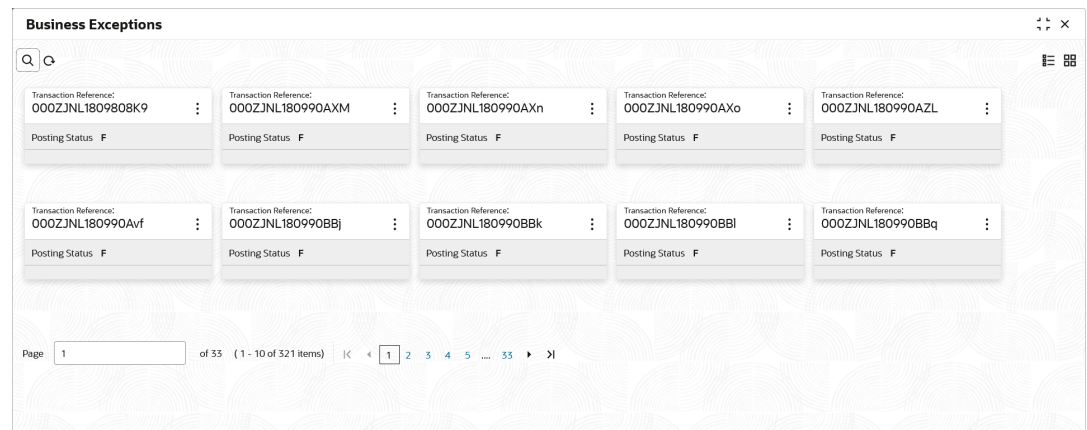 Business Exceptions
Transaction Reference: Transaction Reference: Transaction Reference: Transaction Reference: Transaction Reference:
000ZJNL1809808K9 000ZJNL180990AXM 000ZJNL180990AXn 000ZJNL180990AXo 000ZJNL180990AZL
Posting Status F Posting Status F Posting Status F Posting Status F Posting Status F
Transaction Reference: Transaction Reference: Transaction Reference: Transaction Reference: Transaction Reference:
000ZJNL180990Avf 000ZJNL180990BBj 000ZJNL180990BBk 000ZJNL180990BBl 000ZJNL180990BBq
Posting Status F Posting Status F Posting Status F Posting Status F Posting Status F
Page 1 of 33 ( 1 - 10 of 321 items) 1 2 3 4 5 .... 33